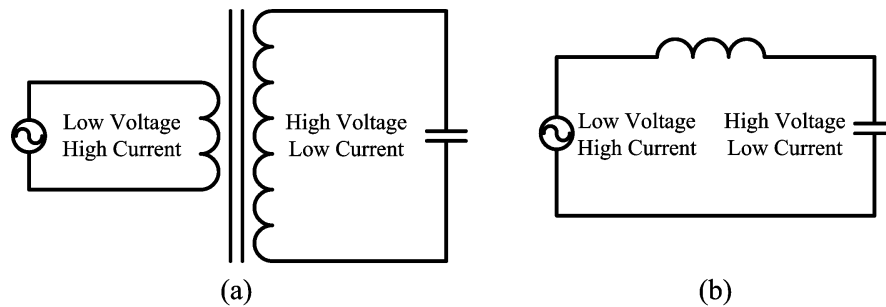 Low Voltage
High Current
High Voltage
Low Current
(a)
Low Voltage
High Current
High Voltage
Low Current
(b)